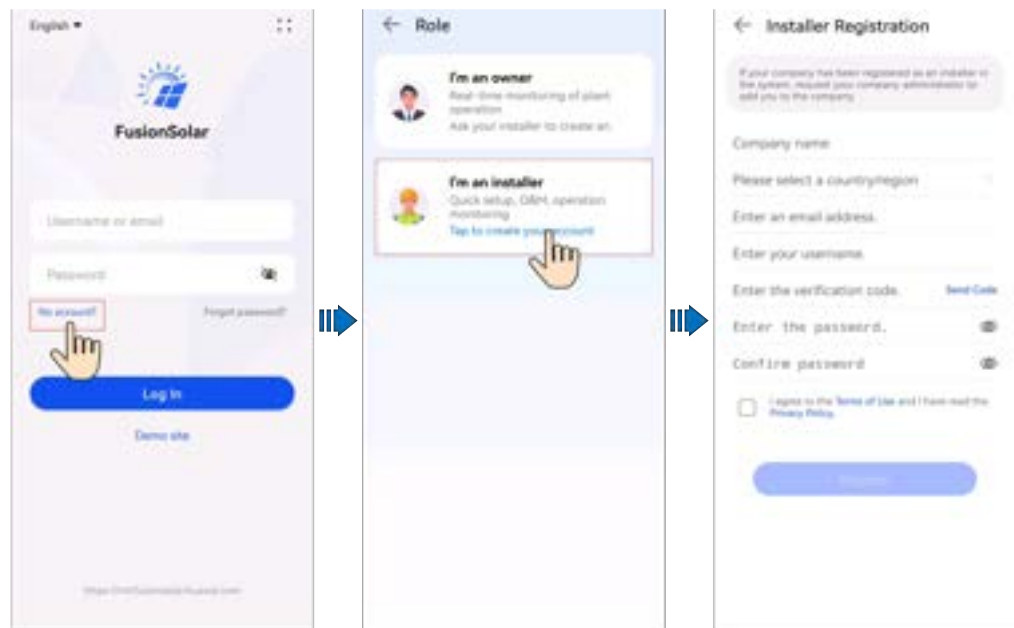 English
FusionSolar
Username or email
Password
No account?
Forgot password?
Log In
Demo site
Role
I'm an owner
Real-time monitoring of plant
operation
Ask your installer to create an
I'm an installer
Quick setup, O&M, operation
monitoring
Tap to create your account
Installer Registration
If your company has been registered as an installer in
the system, request your company administrator to
add you to the company.
Company name
Please select a country/region
Enter an email address.
Enter your username.
Enter the verification code.
Send Code
Enter the password.
Confirm password
I agree to the Terms of Use and I have read the
Privacy Policy.